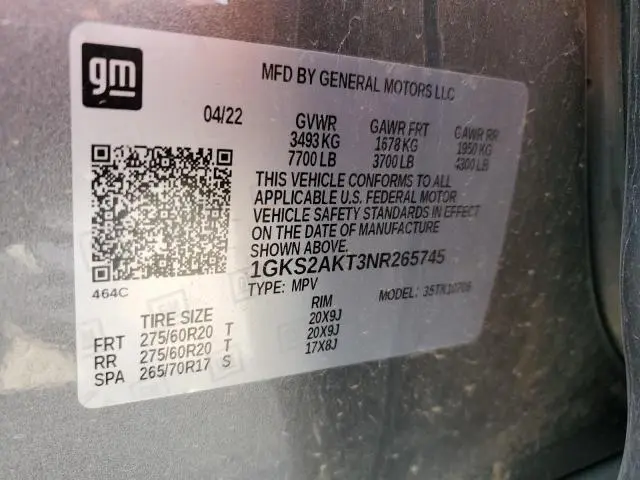 gm
MFD BY GENERAL MOTORS LLC
04/22 GVWR GAWR FRT GAWR RR
3493 KG 1678 KG 1950 KG
7700 LB 3700 LB 4300 LB
THIS VEHICLE CONFORMS TO ALL
APPLICABLE U.S. FEDERAL MOTOR
VEHICLE SAFETY STANDARDS IN EFFECT
ON THE DATE OF MANUFACTURE
SHOWN ABOVE.
1GKS2AKT3NR265745
464C TYPE: MPV MODEL:
TIRE SIZE RIM
FRT 275/60R20 T 20X9J
RR 275/60R20 T 20X9J
SPA 265/70R17 S 17X8J